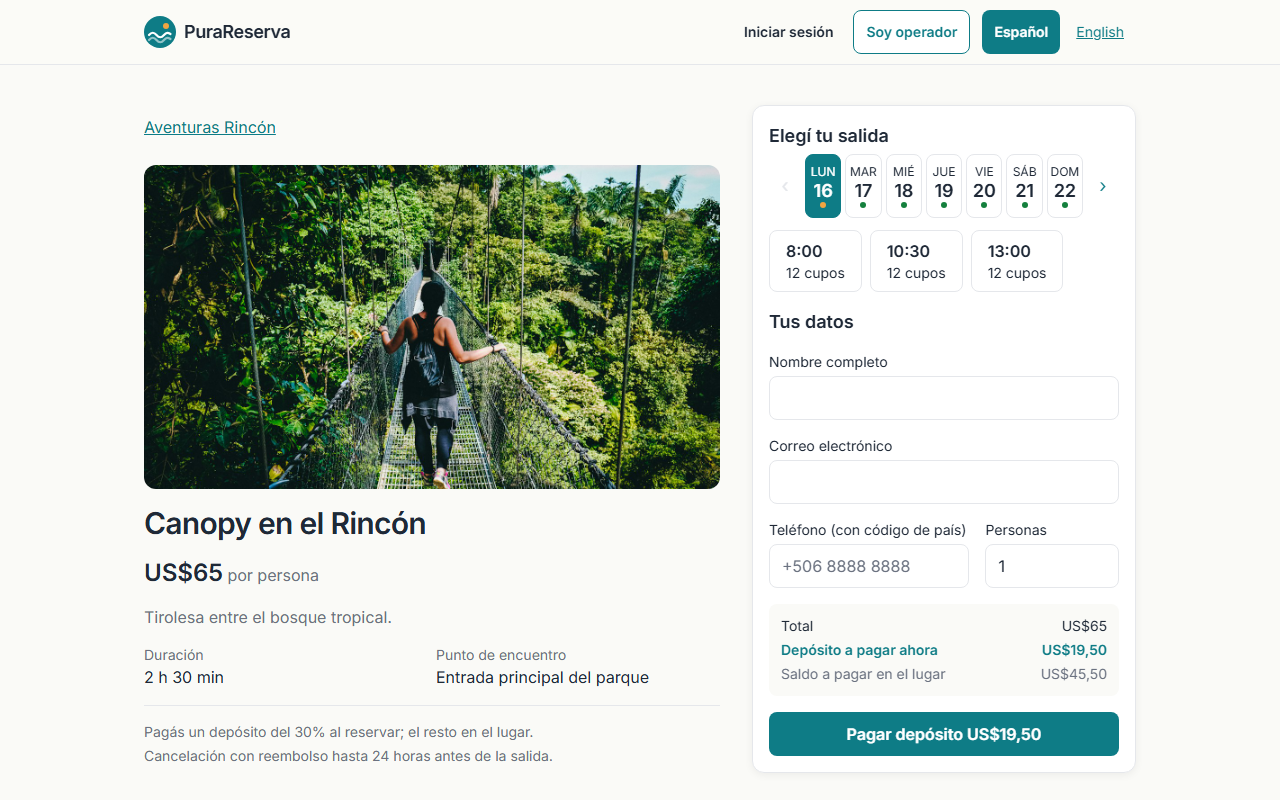 PuraReserva
Iniciar sesión
Soy operador
Español
English
Aventuras Rincón
Canopy en el Rincón
US$65 por persona
Tirolesa entre el bosque tropical.
Duración
2 h 30 min
Punto de encuentro
Entrada principal del parque
Pagás un depósito del 30% al reservar; el resto en el lugar.
Cancelación con reembolso hasta 24 horas antes de la salida.
Elegí tu salida
‹
LUN
16
MAR
17
MIÉ
18
JUE
19
VIE
20
SÁB
21
DOM
22
›
8:00
12 cupos
10:30
12 cupos
13:00
12 cupos
Tus datos
Nombre completo
Correo electrónico
Teléfono (con código de país)
+506 8888 8888
Personas
1
Total US$65
Depósito a pagar ahora US$19,50
Saldo a pagar en el lugar US$45,50
Pagar depósito US$19,50